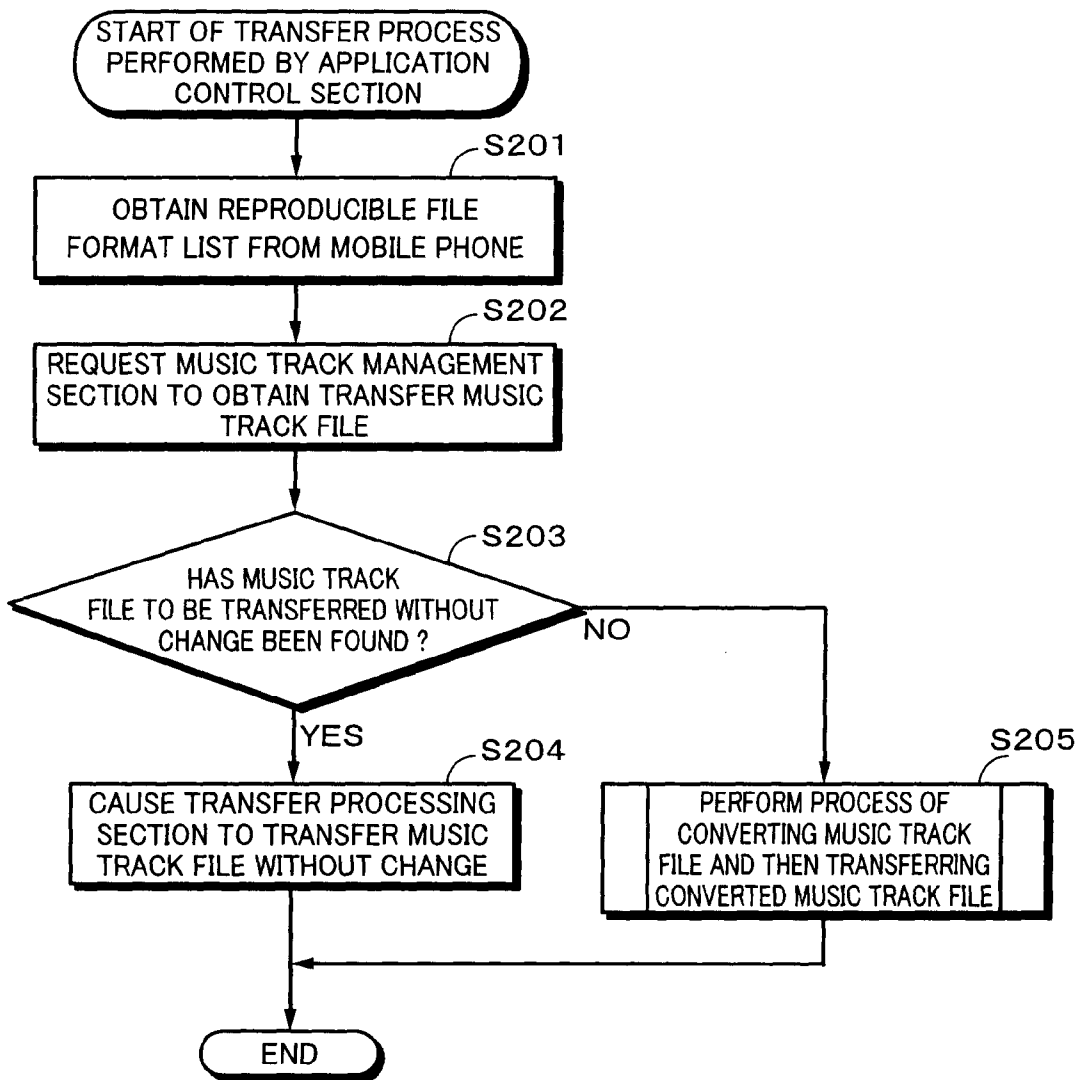 START OF TRANSFER PROCESS
PERFORMED BY APPLICATION
CONTROL SECTION
S201
OBTAIN REPRODUCIBLE FILE
FORMAT LIST FROM MOBILE PHONE
S202
REQUEST MUSIC TRACK MANAGEMENT
SECTION TO OBTAIN TRANSFER MUSIC
TRACK FILE
S203
HAS MUSIC TRACK
FILE TO BE TRANSFERRED WITHOUT
CHANGE BEEN FOUND ?
NO
YES
S204
CAUSE TRANSFER PROCESSING
SECTION TO TRANSFER MUSIC
TRACK FILE WITHOUT CHANGE
S205
PERFORM PROCESS OF
CONVERTING MUSIC TRACK
FILE AND THEN TRANSFERRING
CONVERTED MUSIC TRACK FILE
END